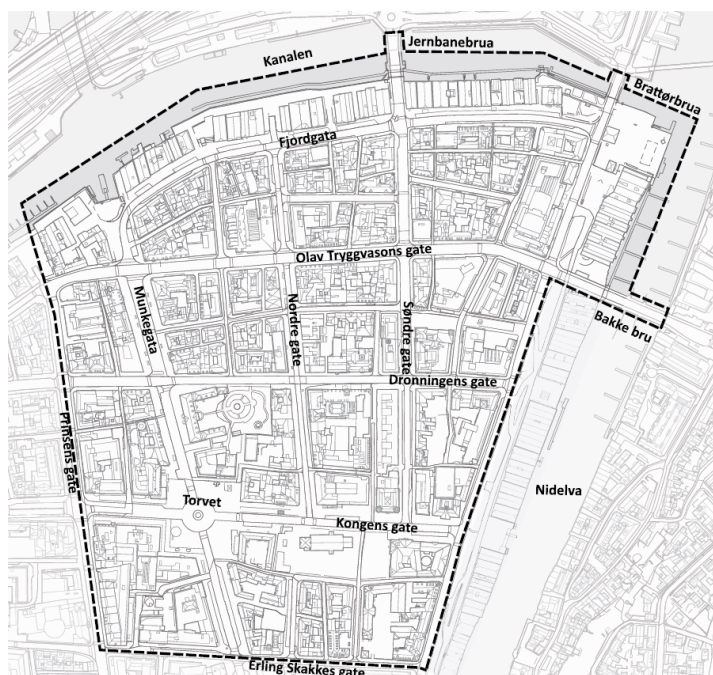 Jernbanebrua
Kanalen
Brattørbrua
Fjordgata
Olav Tryggvasons gate
Munkegata
Nordre gate
Søndre gate
Bakke bru
Dronningens gate
Prinsens gate
Nidelva
Torvet
Kongens gate
Erling Skakkes gate